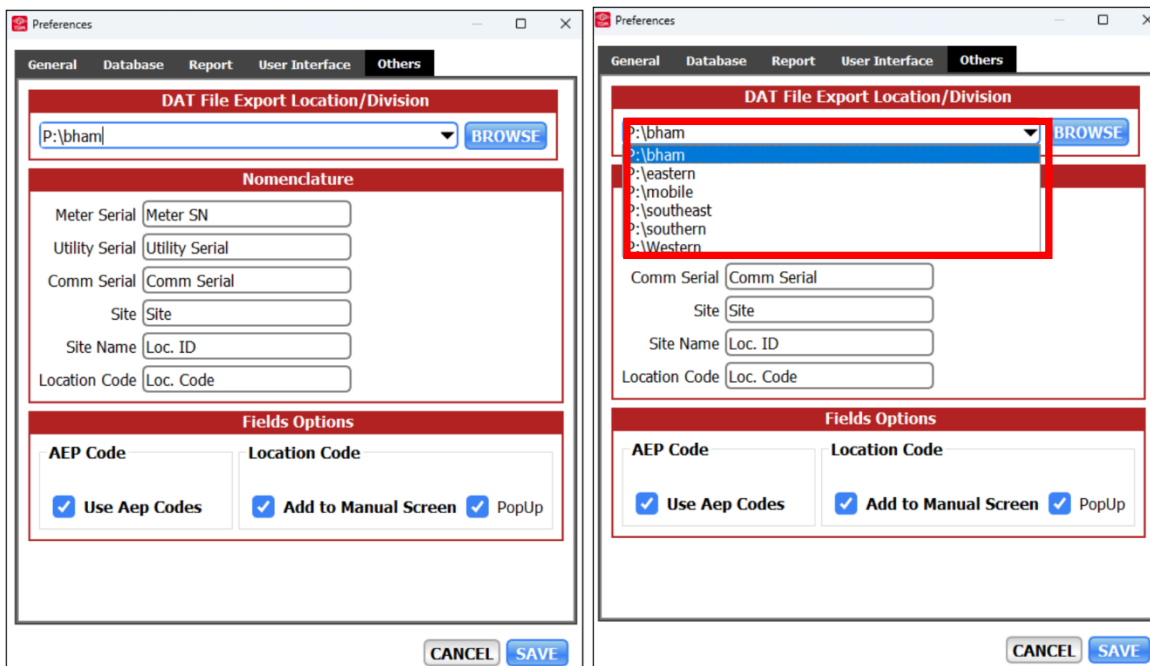 Preferences
General Database Report User Interface Others
DAT File Export Location/Division
P:\bham BROWSE
Nomenclature
Meter Serial Meter SN
Utility Serial Utility Serial
Comm Serial Comm Serial
Site Site
Site Name Loc. ID
Location Code Loc. Code
Fields Options
AEP Code Location Code
Use Aep Codes Add to Manual Screen PopUp
CANCEL SAVE
Preferences
General Database Report User Interface Others
DAT File Export Location/Division
P:\bham BROWSE
P:\bham
P:\eastern
P:\mobile
P:\southeast
P:\southern
P:\Western
Comm Serial Comm Serial
Site Site
Site Name Loc. ID
Location Code Loc. Code
Fields Options
AEP Code Location Code
Use Aep Codes Add to Manual Screen PopUp
CANCEL SAVE